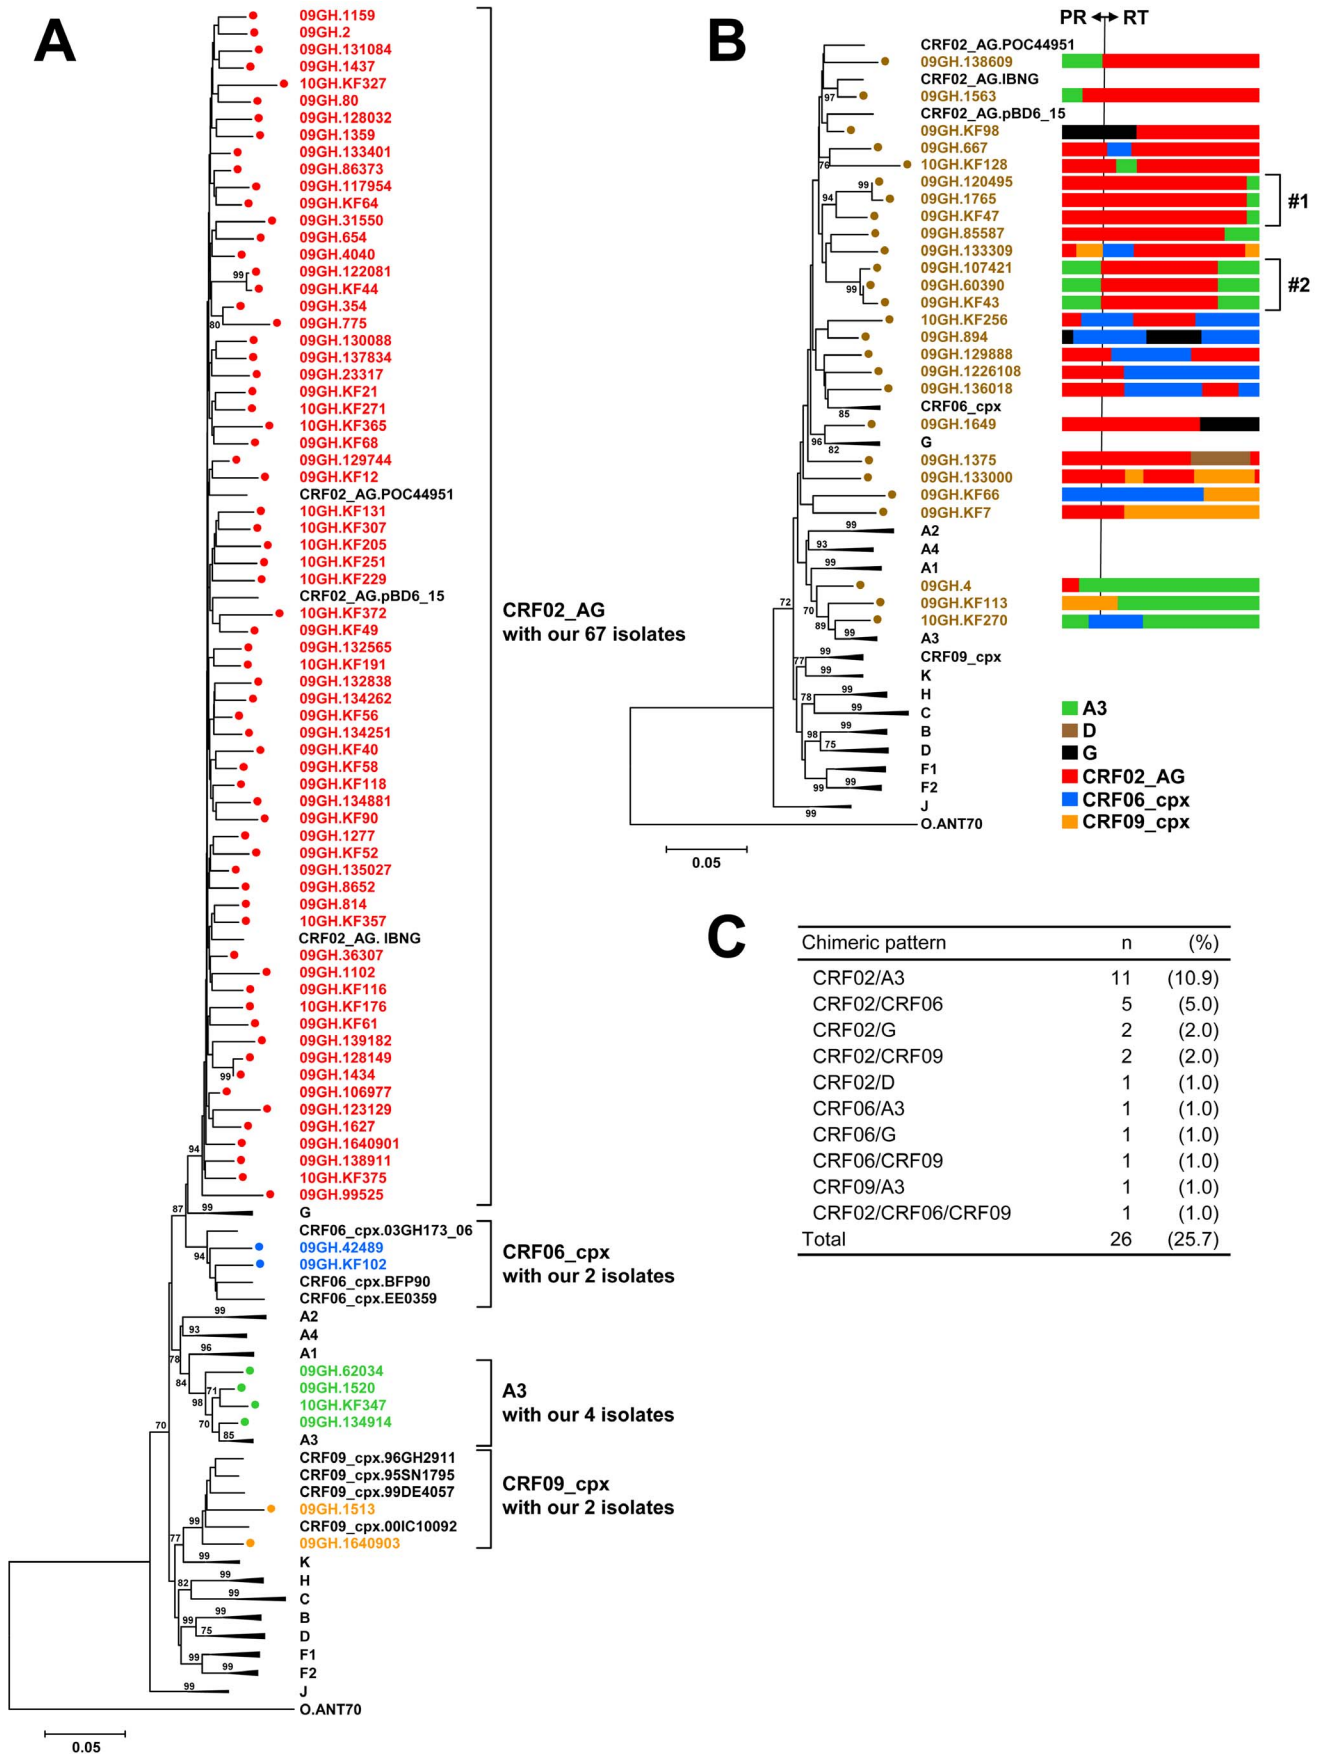 A
09GH.1159
09GH.2
09GH.131084
09GH.1437
10GH.KF327
09GH.80
09GH.128032
09GH.1359
09GH.133401
09GH.86373
09GH.117954
09GH.KF64
09GH.31550
09GH.654
09GH.4040
99
09GH.122081
09GH.KF44
09GH.354
80
09GH.775
09GH.130088
09GH.137834
09GH.23317
09GH.KF21
10GH.KF271
10GH.KF365
09GH.KF68
09GH.129744
09GH.KF12
CRF02_AG.POC44951
10GH.KF131
10GH.KF307
10GH.KF205
10GH.KF251
10GH.KF229
CRF02_AG.pBD6_15
10GH.KF372
09GH.KF49
09GH.132565
10GH.KF191
09GH.132838
09GH.134262
09GH.KF56
09GH.134251
09GH.KF40
09GH.KF58
09GH.KF118
09GH.134881
09GH.KF90
09GH.1277
09GH.KF52
09GH.135027
09GH.8652
09GH.814
10GH.KF357
CRF02_AG. IBNG
09GH.36307
09GH.1102
09GH.KF116
10GH.KF176
09GH.KF61
09GH.139182
09GH.128149
99
09GH.1434
09GH.106977
09GH.123129
09GH.1627
09GH.1640901
94
09GH.138911
10GH.KF375
09GH.99525
CRF02_AG
with our 67 isolates
87
99
G
CRF06_cpx.03GH173_06
94
09GH.42489
09GH.KF102
CRF06_cpx.BFP90
CRF06_cpx.EE0359
CRF06_cpx
with our 2 isolates
99
A2
93
A4
78
96
A1
84
09GH.62034
71
09GH.1520
98
10GH.KF347
70
09GH.134914
85
A3
A3
with our 4 isolates
70
CRF09_cpx.96GH2911
CRF09_cpx.95SN1795
CRF09_cpx.99DE4057
09GH.1513
99
CRF09_cpx.00IC10092
09GH.1640903
CRF09_cpx
with our 2 isolates
77
99
K
82
99
H
99
C
99
99
B
75
D
99
F1
99
F2
99
J
O.ANT70
0.05
B
PR
RT
CRF02_AG.POC44951
09GH.138609
CRF02_AG.IBNG
97
09GH.1563
CRF02_AG.pBD6_15
09GH.KF98
09GH.667
76
10GH.KF128
99
09GH.120495
94
09GH.1765
09GH.KF47
#1
09GH.85587
09GH.133309
09GH.107421
99
09GH.60390
09GH.KF43
#2
10GH.KF256
09GH.894
09GH.129888
09GH.1226108
09GH.136018
85
CRF06_cpx
09GH.1649
96
82
G
09GH.1375
09GH.133000
09GH.KF66
09GH.KF7
99
A2
93
A4
99
A1
09GH.4
72
70
09GH.KF113
89
10GH.KF270
99
A3
77
99
CRF09_cpx
99
K
78
99
H
99
C
98
99
B
75
D
F1
99
99
F2
99
J
O.ANT70
0.05
A3
D
G
CRF02_AG
CRF06_cpx
CRF09_cpx
C
Chimeric pattern n (%)
CRF02/A3 11 (10.9)
CRF02/CRF06 5 (5.0)
CRF02/G 2 (2.0)
CRF02/CRF09 2 (2.0)
CRF02/D 1 (1.0)
CRF06/A3 1 (1.0)
CRF06/G 1 (1.0)
CRF06/CRF09 1 (1.0)
CRF09/A3 1 (1.0)
CRF02/CRF06/CRF09 1 (1.0)
Total 26 (25.7)